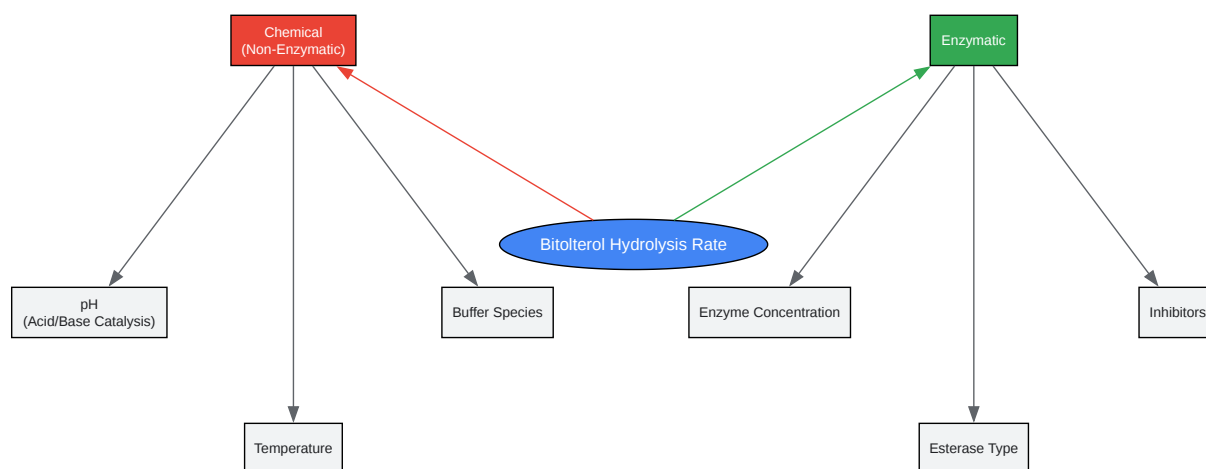 Chemical
(Non-Enzymatic)
Enzymatic
Bitolterol Hydrolysis Rate
pH
(Acid/Base Catalysis)
Buffer Species
Enzyme Concentration
Inhibitors
Temperature
Esterase Type